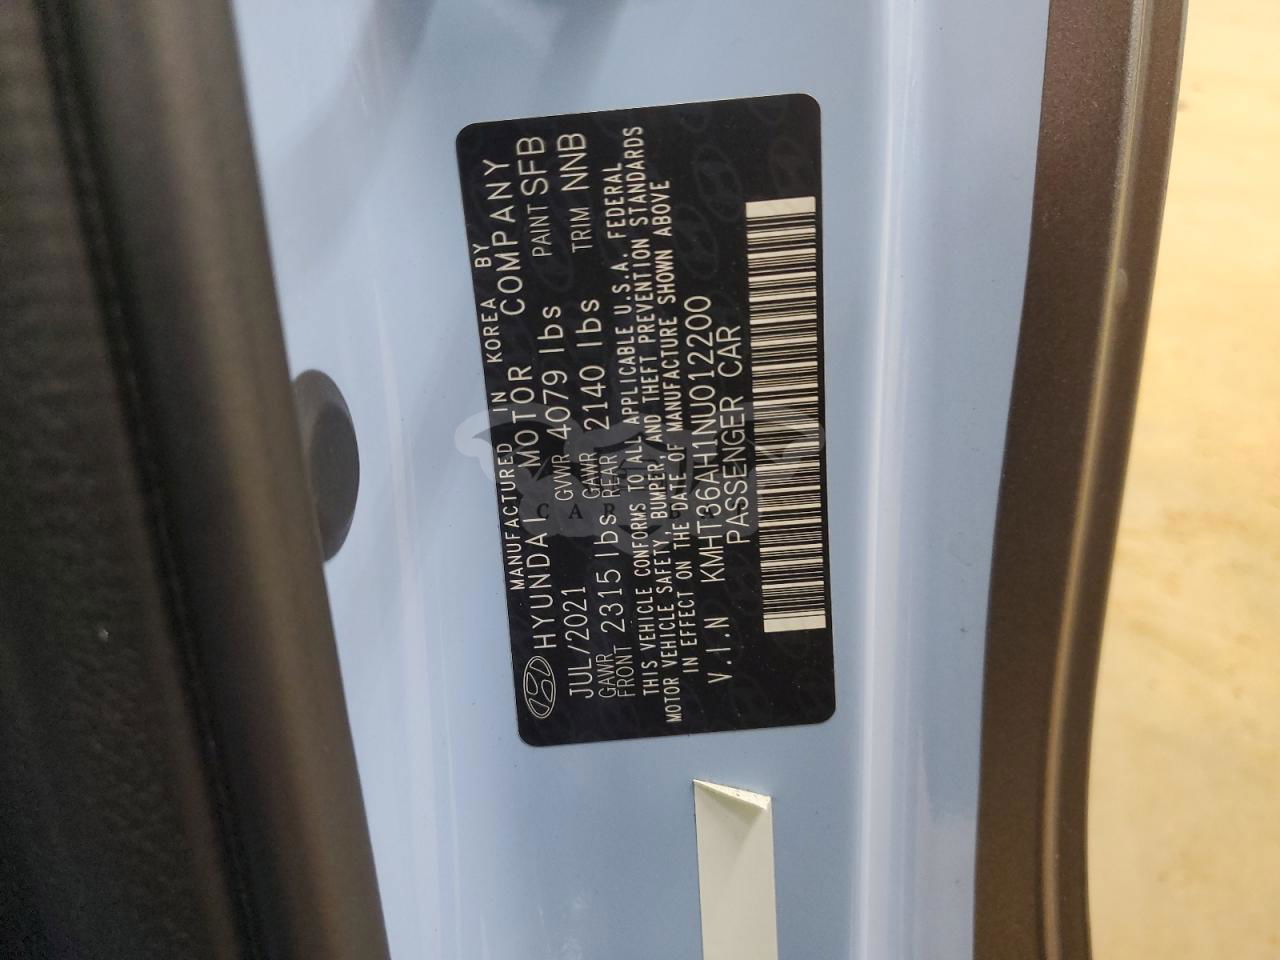 MANUFACTURED IN KOREA BY
HYUNDAI MOTOR COMPANY
JUL/2021 GVWR 4079 lbs PAINT SFB
GAWR FRONT 2315 lbs GAWR REAR 2140 lbs TRIM NNB
THIS VEHICLE CONFORMS TO ALL APPLICABLE U.S.A. FEDERAL
MOTOR VEHICLE SAFETY, BUMPER AND THEFT PREVENTION STANDARDS
IN EFFECT ON THE DATE OF MANUFACTURE SHOWN ABOVE
V.I.N KMHT36AH1NU012200
PASSENGER CAR